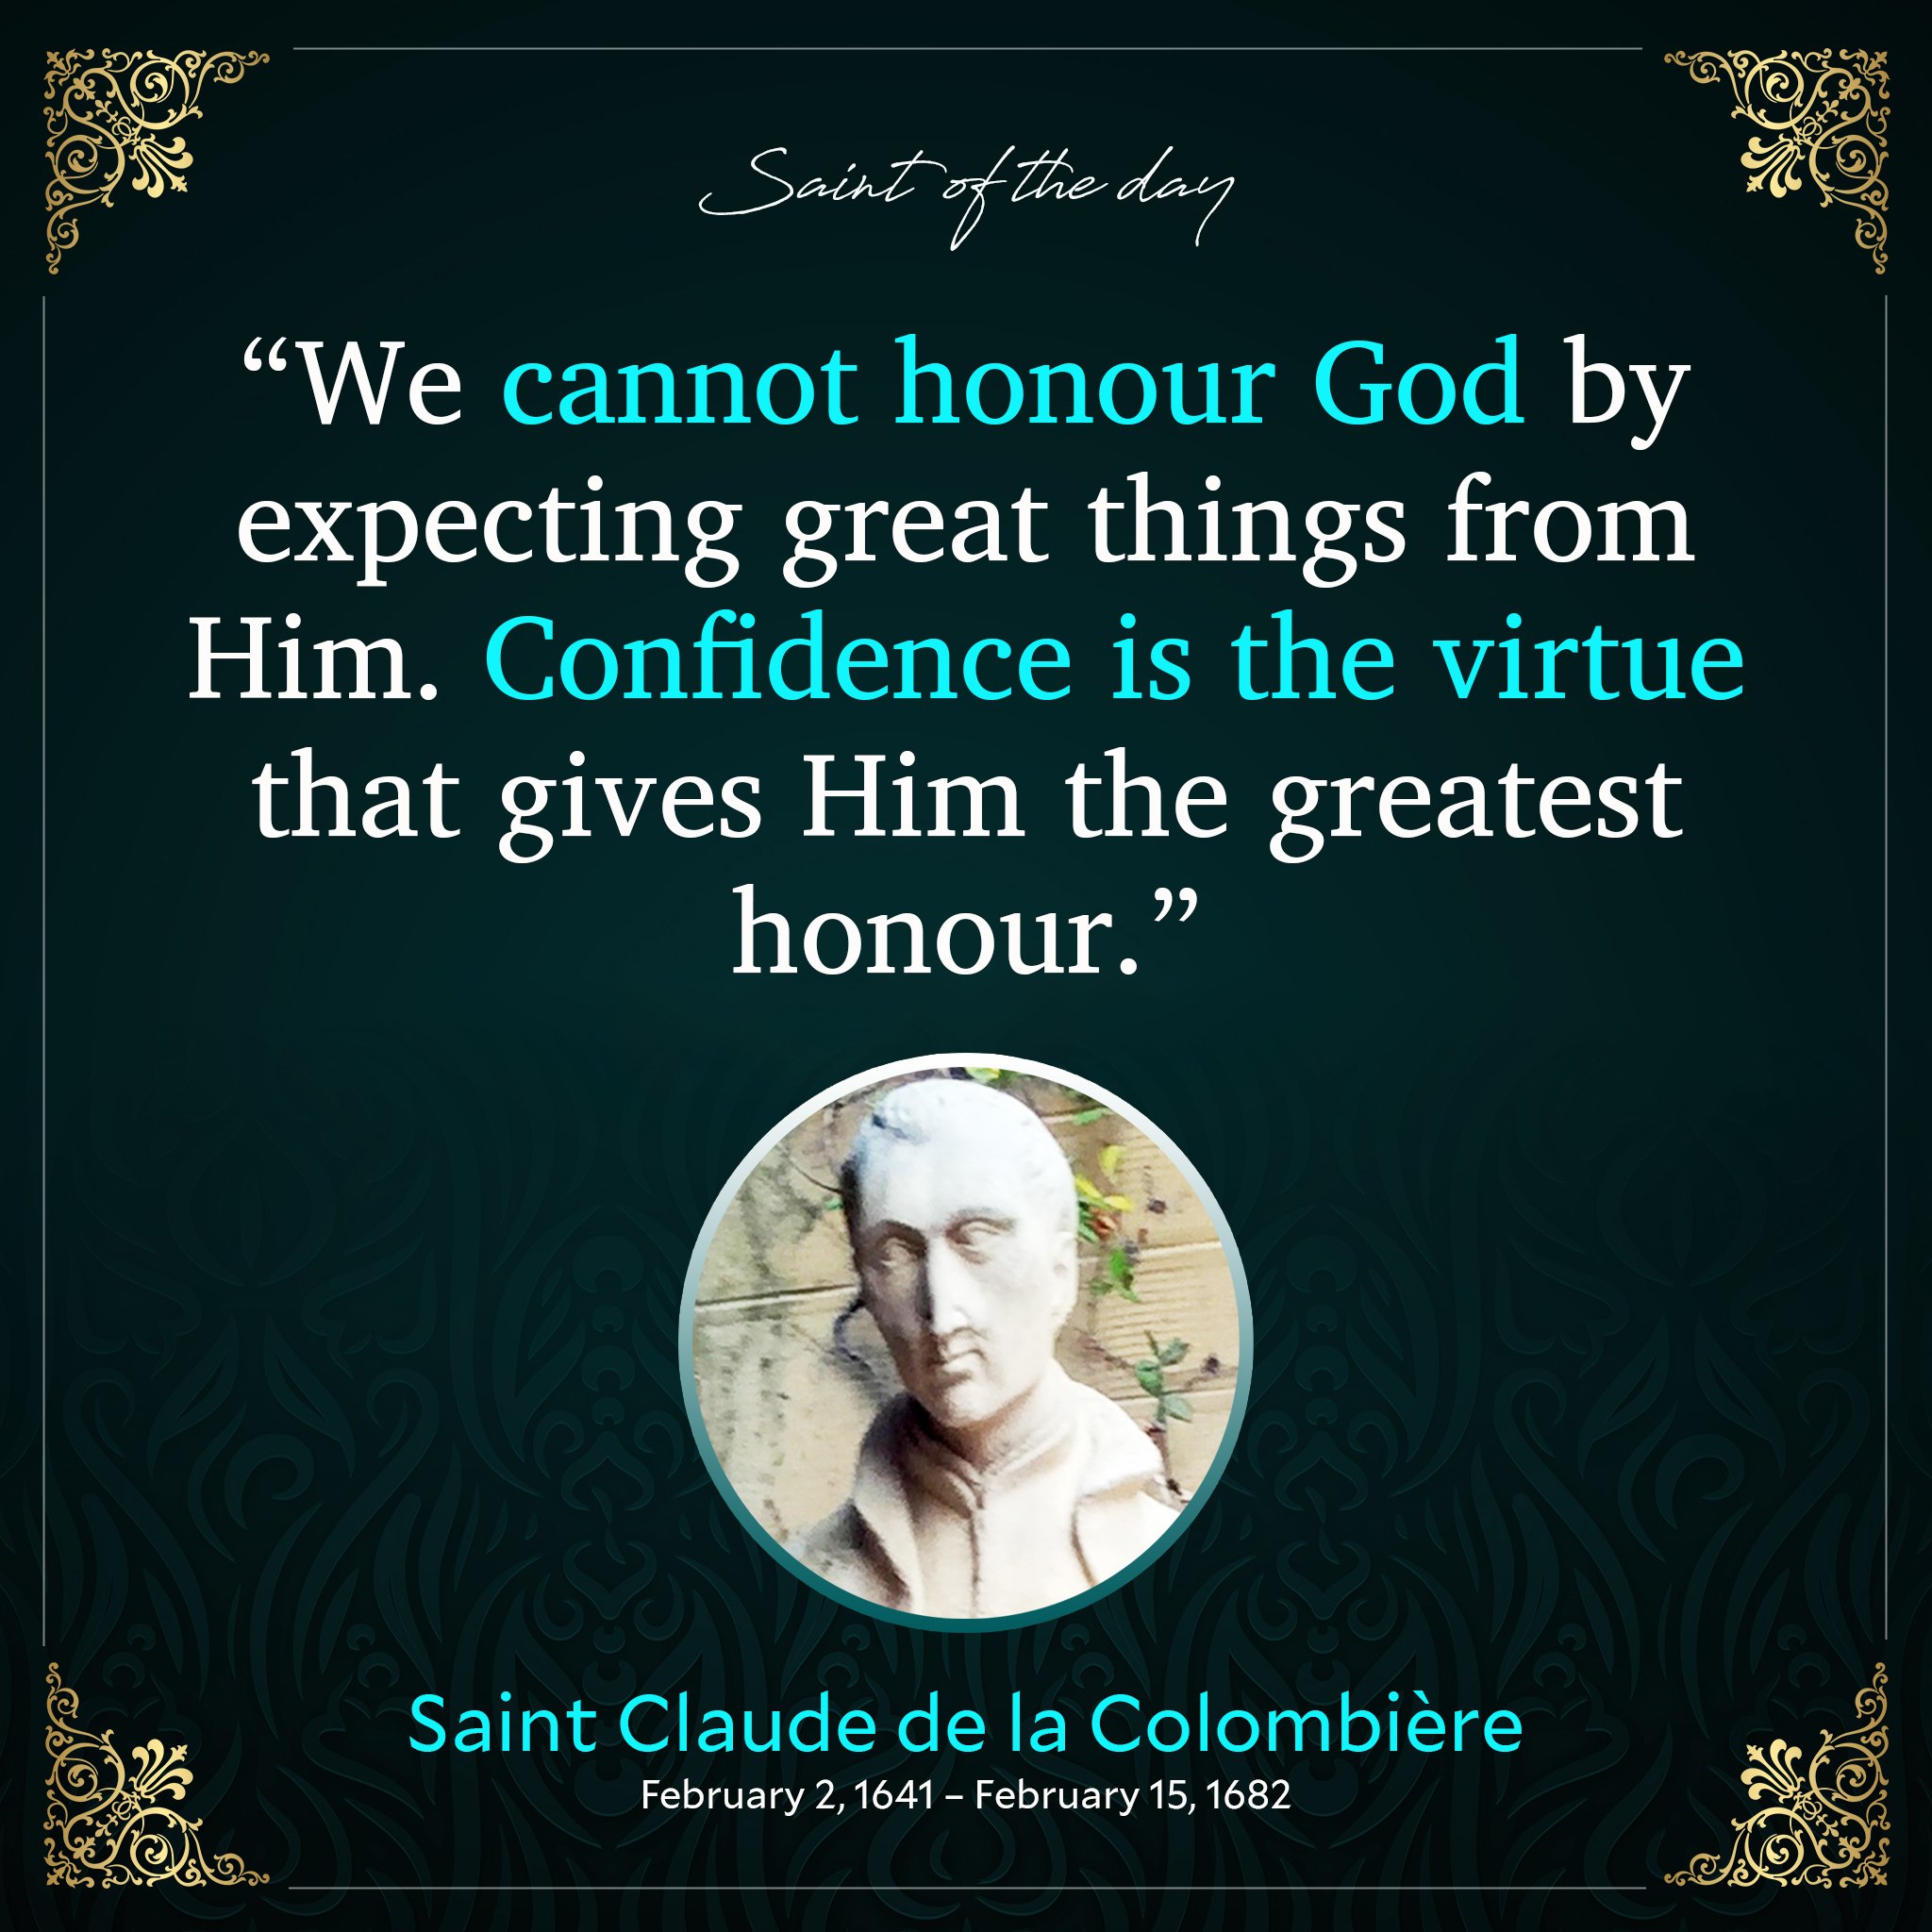 Saint of the day
“We cannot honour God by
expecting great things from
Him. Confidence is the virtue
that gives Him the greatest
honour.”
Saint Claude de la Colombière
February 2, 1641 – February 15, 1682